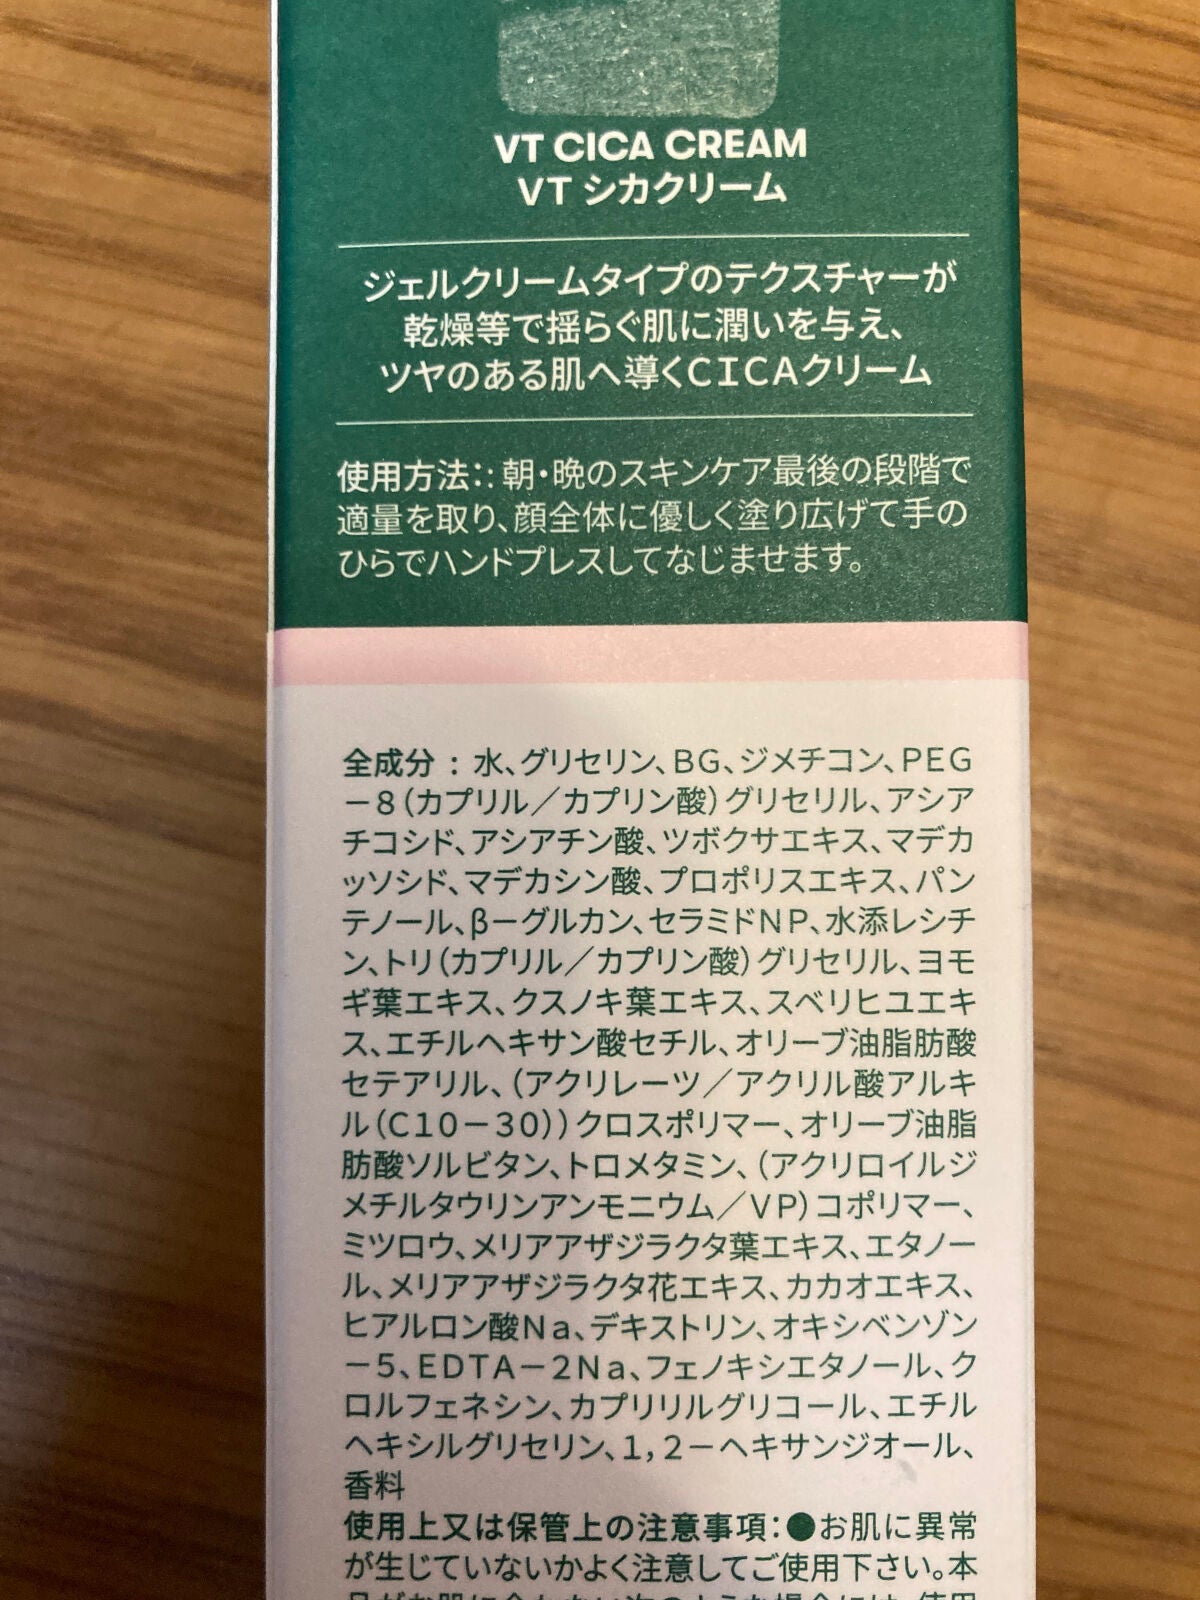 VT CICA CREAM
VT シカクリーム
ジェルクリームタイプのテクスチャーが
乾燥等で揺らぐ肌に潤いを与え、
ツヤのある肌へ導くCICAクリーム
使用方法:: 朝・晩のスキンケア最後の段階で
適量を取り、顔全体に優しく塗り広げて手の
ひらでハンドプレスしてなじませます。
全成分 : 水、グリセリン、BG、ジメチコン、PEG
－8(カプリル／カプリン酸)グリセリル、アシア
チコシド、アシアチン酸、ツボクサエキス、マデカ
ッソシド、マデカシン酸、プロポリスエキス、パン
テノール、β－グルカン、セラミドNP、水添レシチ
ン、トリ(カプリル／カプリン酸)グリセリル、ヨモ
ギ葉エキス、クスノキ葉エキス、スベリヒユエキ
ス、エチルヘキサン酸セチル、オリーブ油脂肪酸
セテアリル、(アクリレーツ／アクリル酸アルキ
ル(C10－30))クロスポリマー、オリーブ油脂
肪酸ソルビタン、トロメタミン、(アクリロイルジ
メチルタウリンアンモニウム／VP)コポリマー、
ミツロウ、メリアアザジラクタ葉エキス、エタノー
ル、メリアアザジラクタ花エキス、カカオエキス、
ヒアルロン酸Na、デキストリン、オキシベンゾン
－5、EDTA－2Na、フェノキシエタノール、ク
ロルフェネシン、カプリリルグリコール、エチル
ヘキシルグリセリン、1,2－ヘキサンジオール、
香料
使用上又は保管上の注意事項:●お肌に異常
が生じていないかよく注意してご使用下さい。本